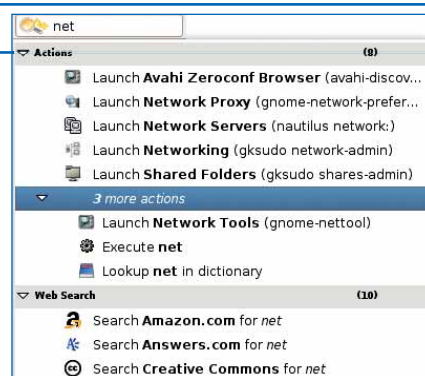 net
Actions (8)
Launch Avahi Zeroconf Browser (avahi-discov...
Launch Network Proxy (gnome-network-prefer...
Launch Network Servers (nautilus network:)
Launch Networking (gksudo network-admin)
Launch Shared Folders (gksudo shares-admin)
3 more actions
Launch Network Tools (gnome-nettool)
Execute net
Lookup net in dictionary
Web Search (10)
Search Amazon.com for net
Search Answers.com for net
Search Creative Commons for net